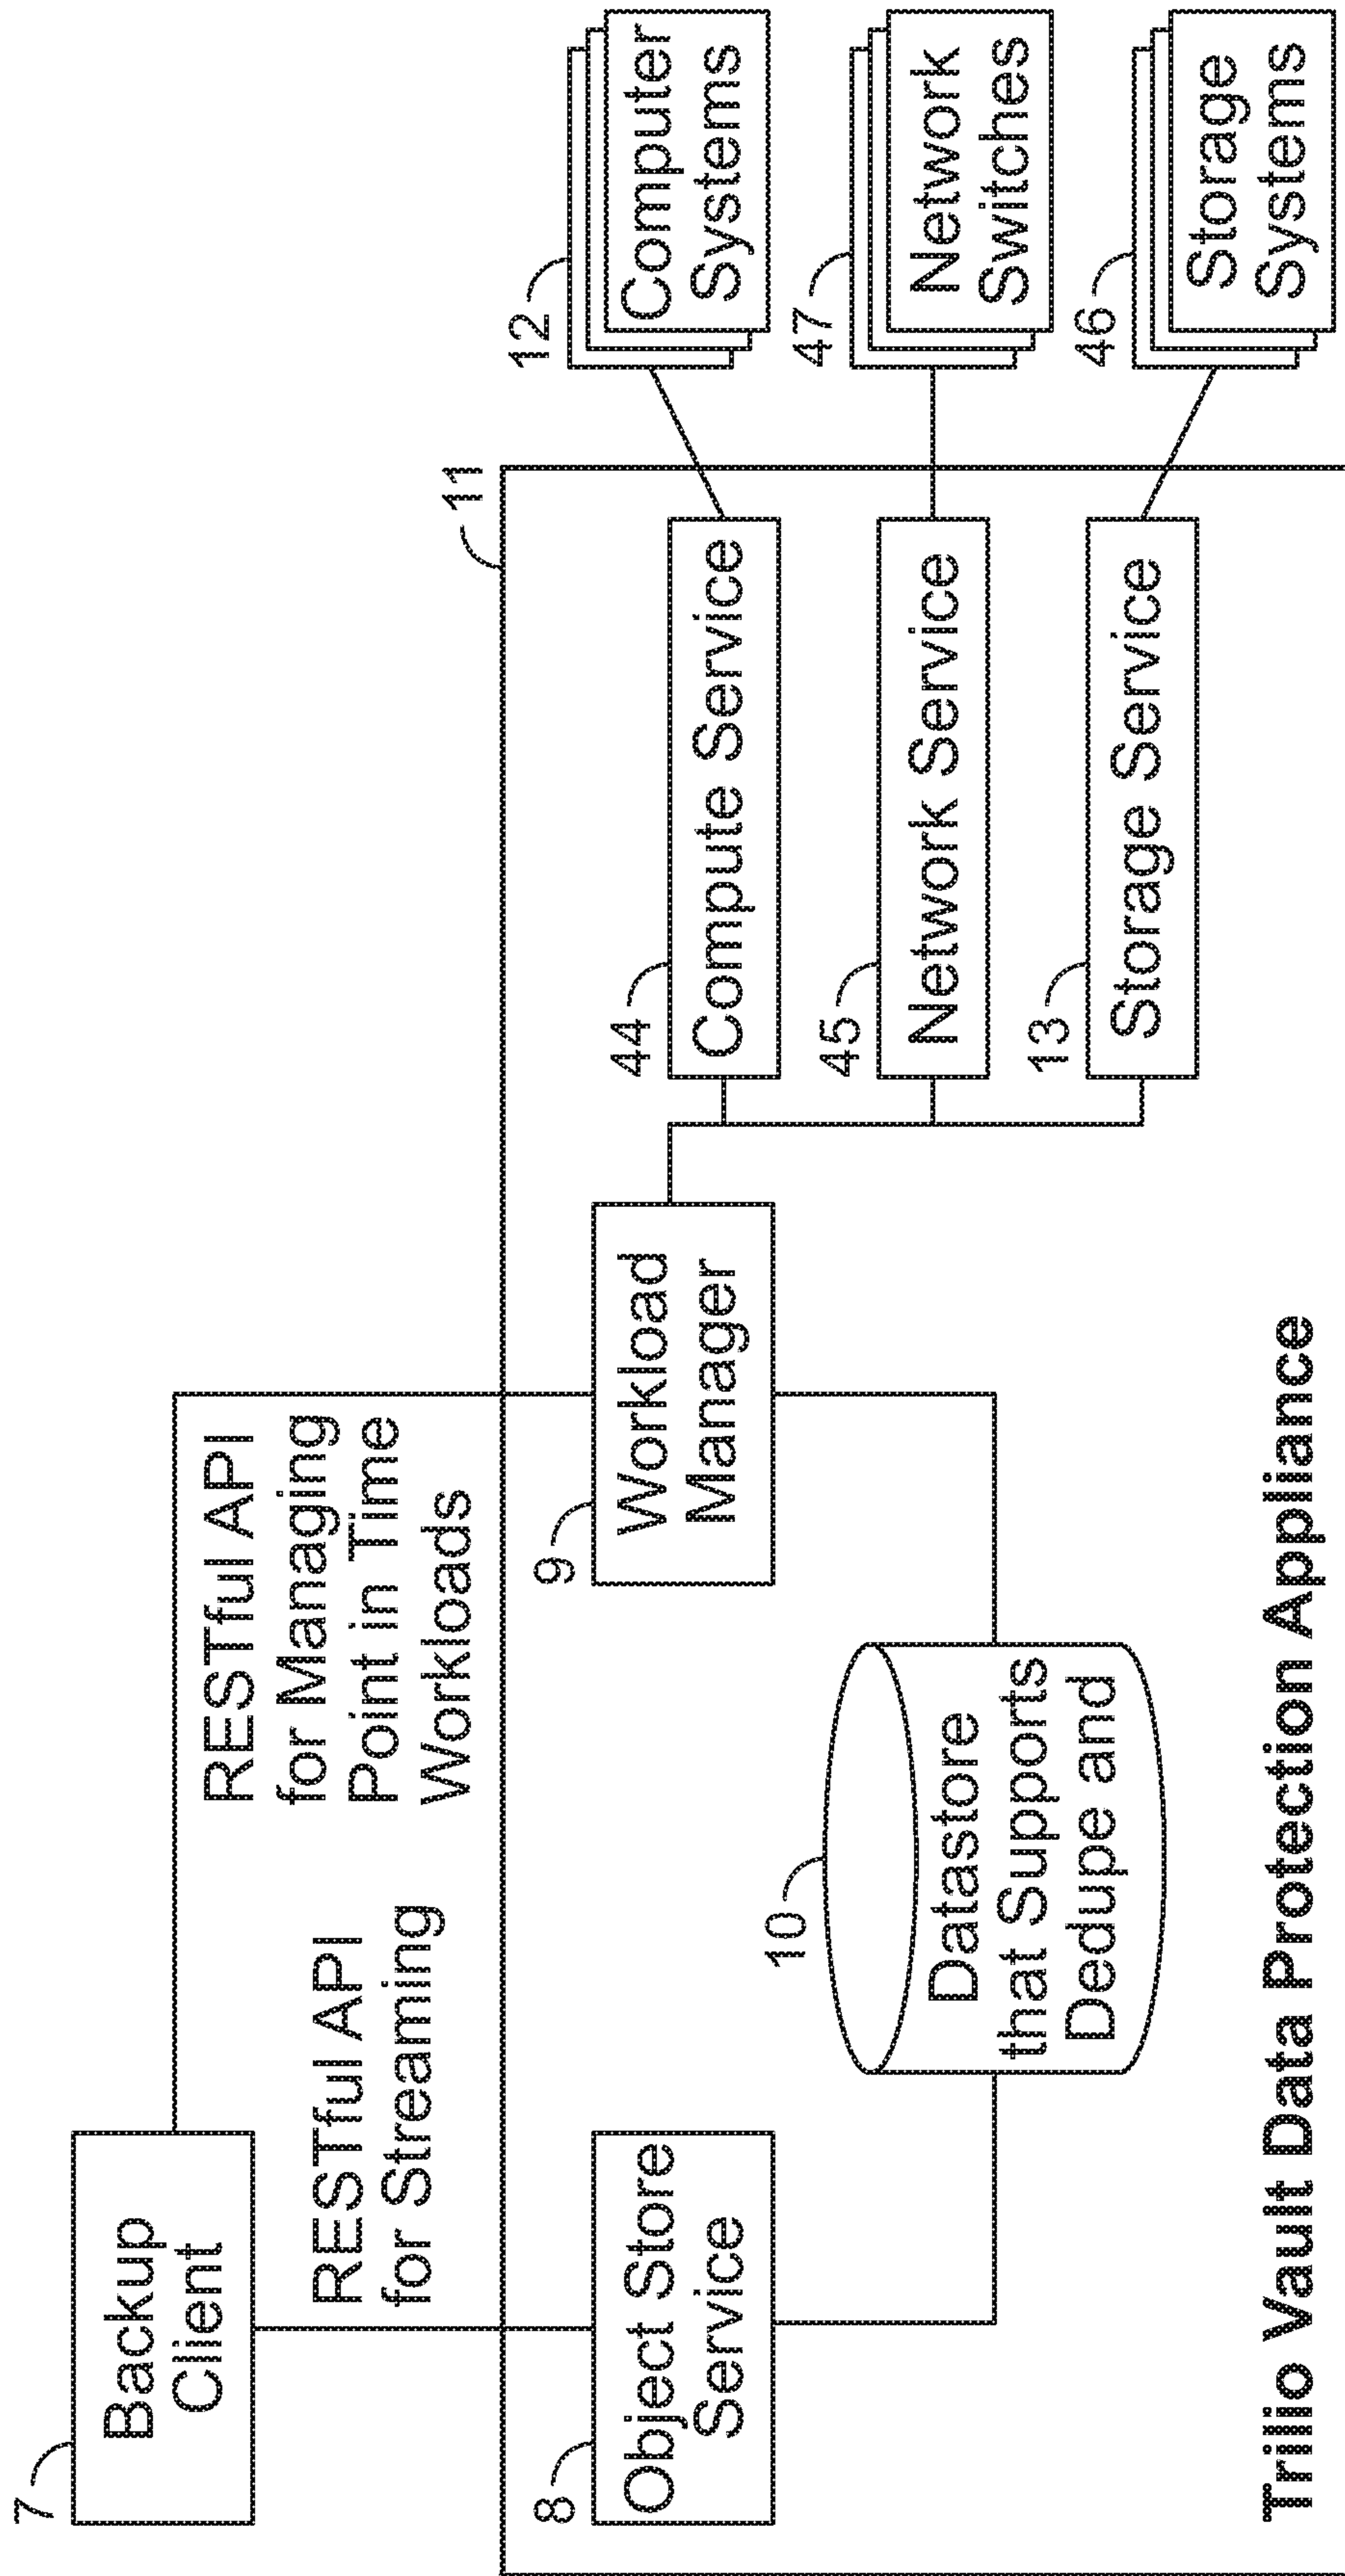 7
Backup
Client
RESTful API
for Streaming
RESTful API
for Managing
Point in Time
Workloads
11
8
Object Store
Service
9
Workload
Manager
10
Datastore
that Supports
Dedupe and
44
Compute Service
45
Network Service
13
Storage Service
12
Computer
Systems
47
Network
Switches
46
Storage
Systems
Trilio Vault Data Protection Appliance